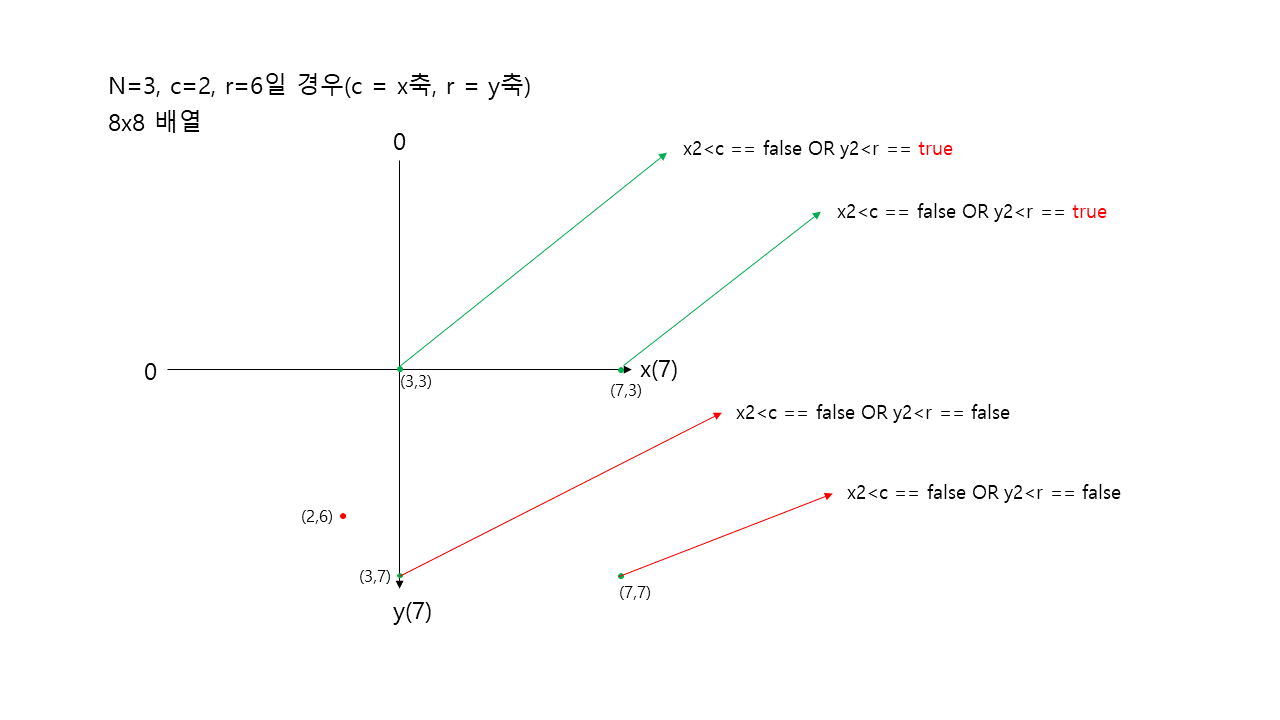 N=3, c=2, r=6일 경우(c = x축, r = y축)
8x8 배열
0
x2<c == false OR y2<r == true
x2<c == false OR y2<r == true
0
x(7)
(3,3)
(7,3)
x2<c == false OR y2<r == false
x2<c == false OR y2<r == false
(2,6)
(3,7)
(7,7)
y(7)